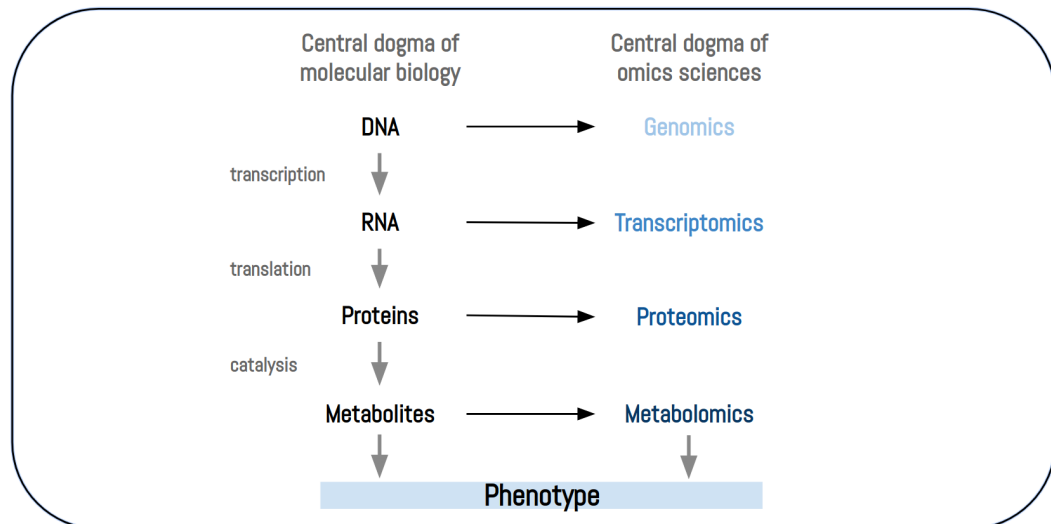 Central dogma of
molecular biology
Central dogma of
omics sciences
DNA
Genomics
transcription
RNA
Transcriptomics
translation
Proteins
Proteomics
catalysis
Metabolites
Metabolomics
Phenotype